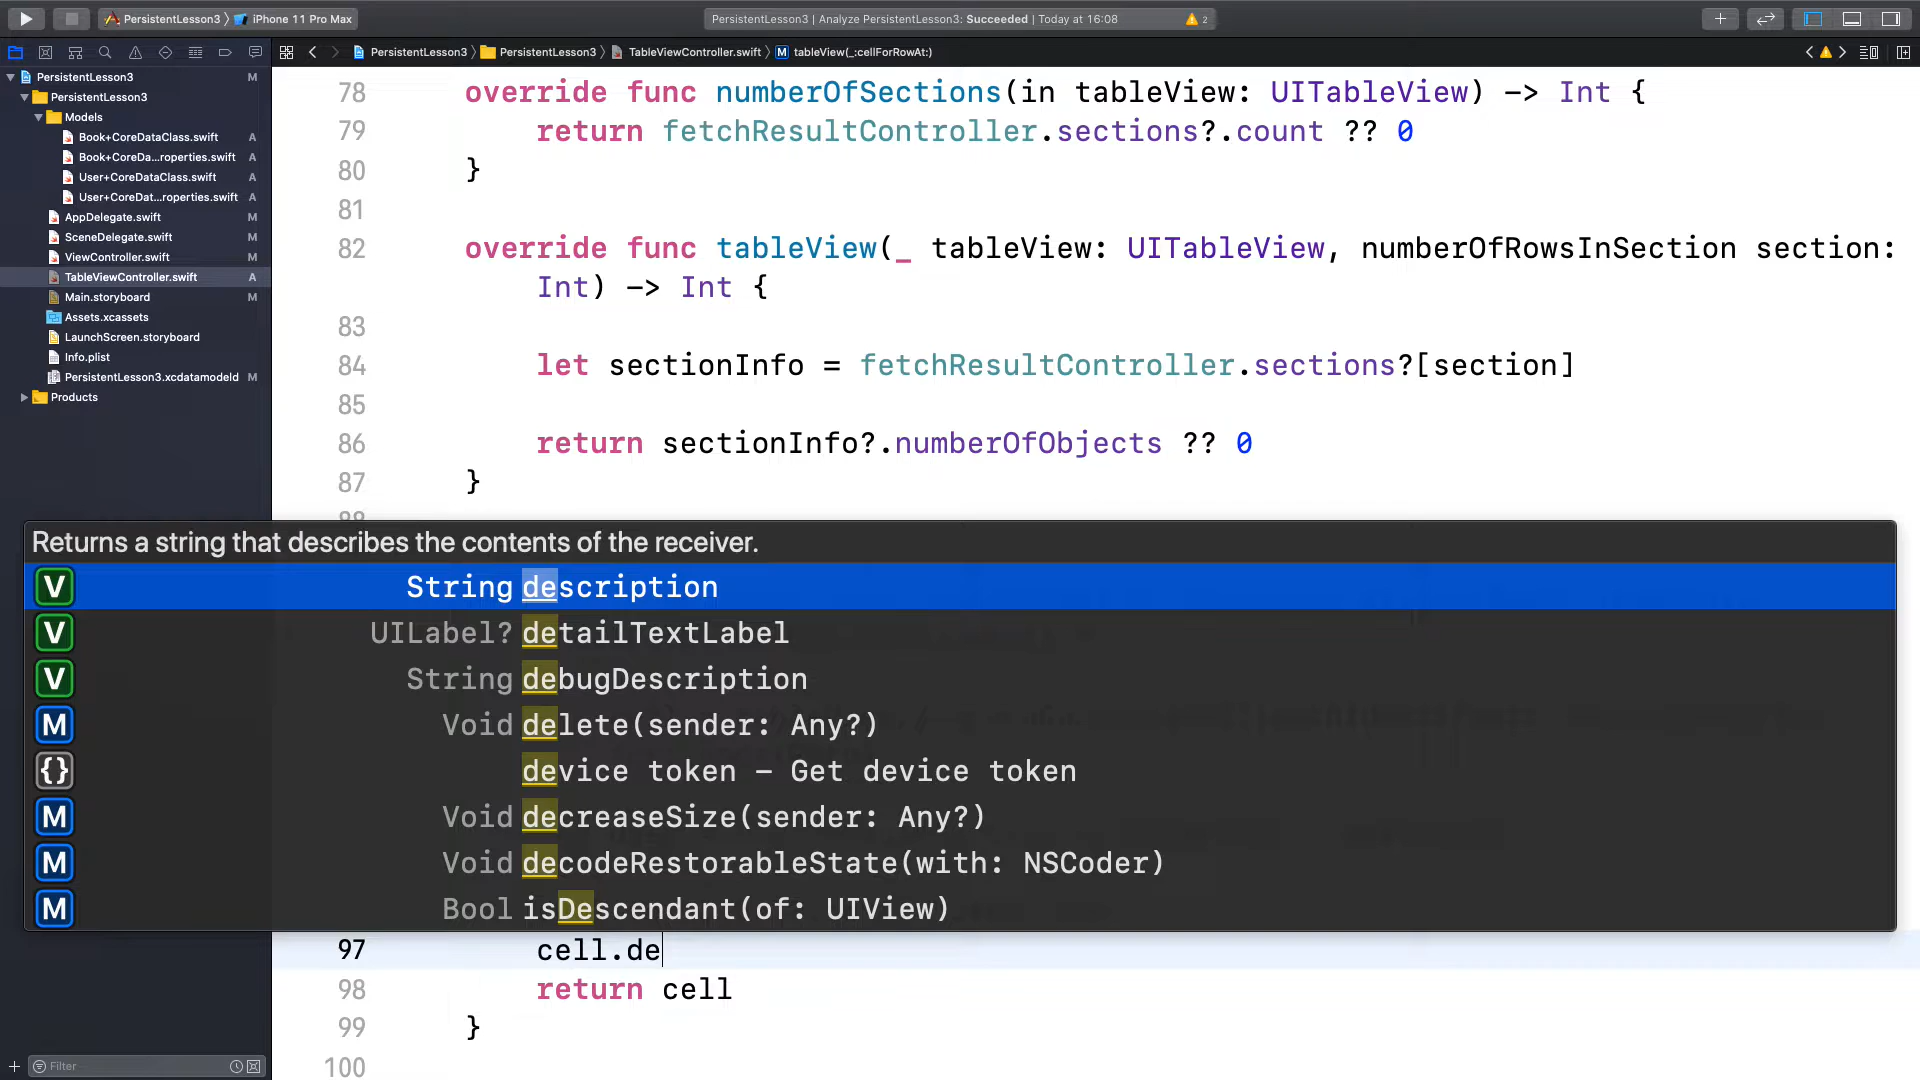 PersistentLesson3 〉 iPhone 11 Pro Max
PersistentLesson3 | Analyze PersistentLesson3: Succeeded | Today at 16:08
2
PersistentLesson3 〉 PersistentLesson3 〉 TableViewController.swift 〉 M tableView(_:cellForRowAt:)
PersistentLesson3 M
PersistentLesson3
Models
Book+CoreDataClass.swift A
Book+CoreDa...roperties.swift A
User+CoreDataClass.swift A
User+CoreDat...roperties.swift A
AppDelegate.swift M
SceneDelegate.swift M
ViewController.swift M
TableViewController.swift A
Main.storyboard M
Assets.xcassets
LaunchScreen.storyboard
Info.plist
PersistentLesson3.xcdatamodeld M
Products
Filter
78 override func numberOfSections(in tableView: UITableView) -> Int {
79 return fetchResultController.sections?.count ?? 0
80 }
81
82 override func tableView(_ tableView: UITableView, numberOfRowsInSection section:
Int) -> Int {
83
84 let sectionInfo = fetchResultController.sections?[section]
85
86 return sectionInfo?.numberOfObjects ?? 0
87 }
Returns a string that describes the contents of the receiver.
V String description
V UILabel? detailTextLabel
V String debugDescription
M Void delete(sender: Any?)
{} device token – Get device token
M Void decreaseSize(sender: Any?)
M Void decodeRestorableState(with: NSCoder)
M Bool isDescendant(of: UIView)
97 cell.de
98 return cell
99 }
100